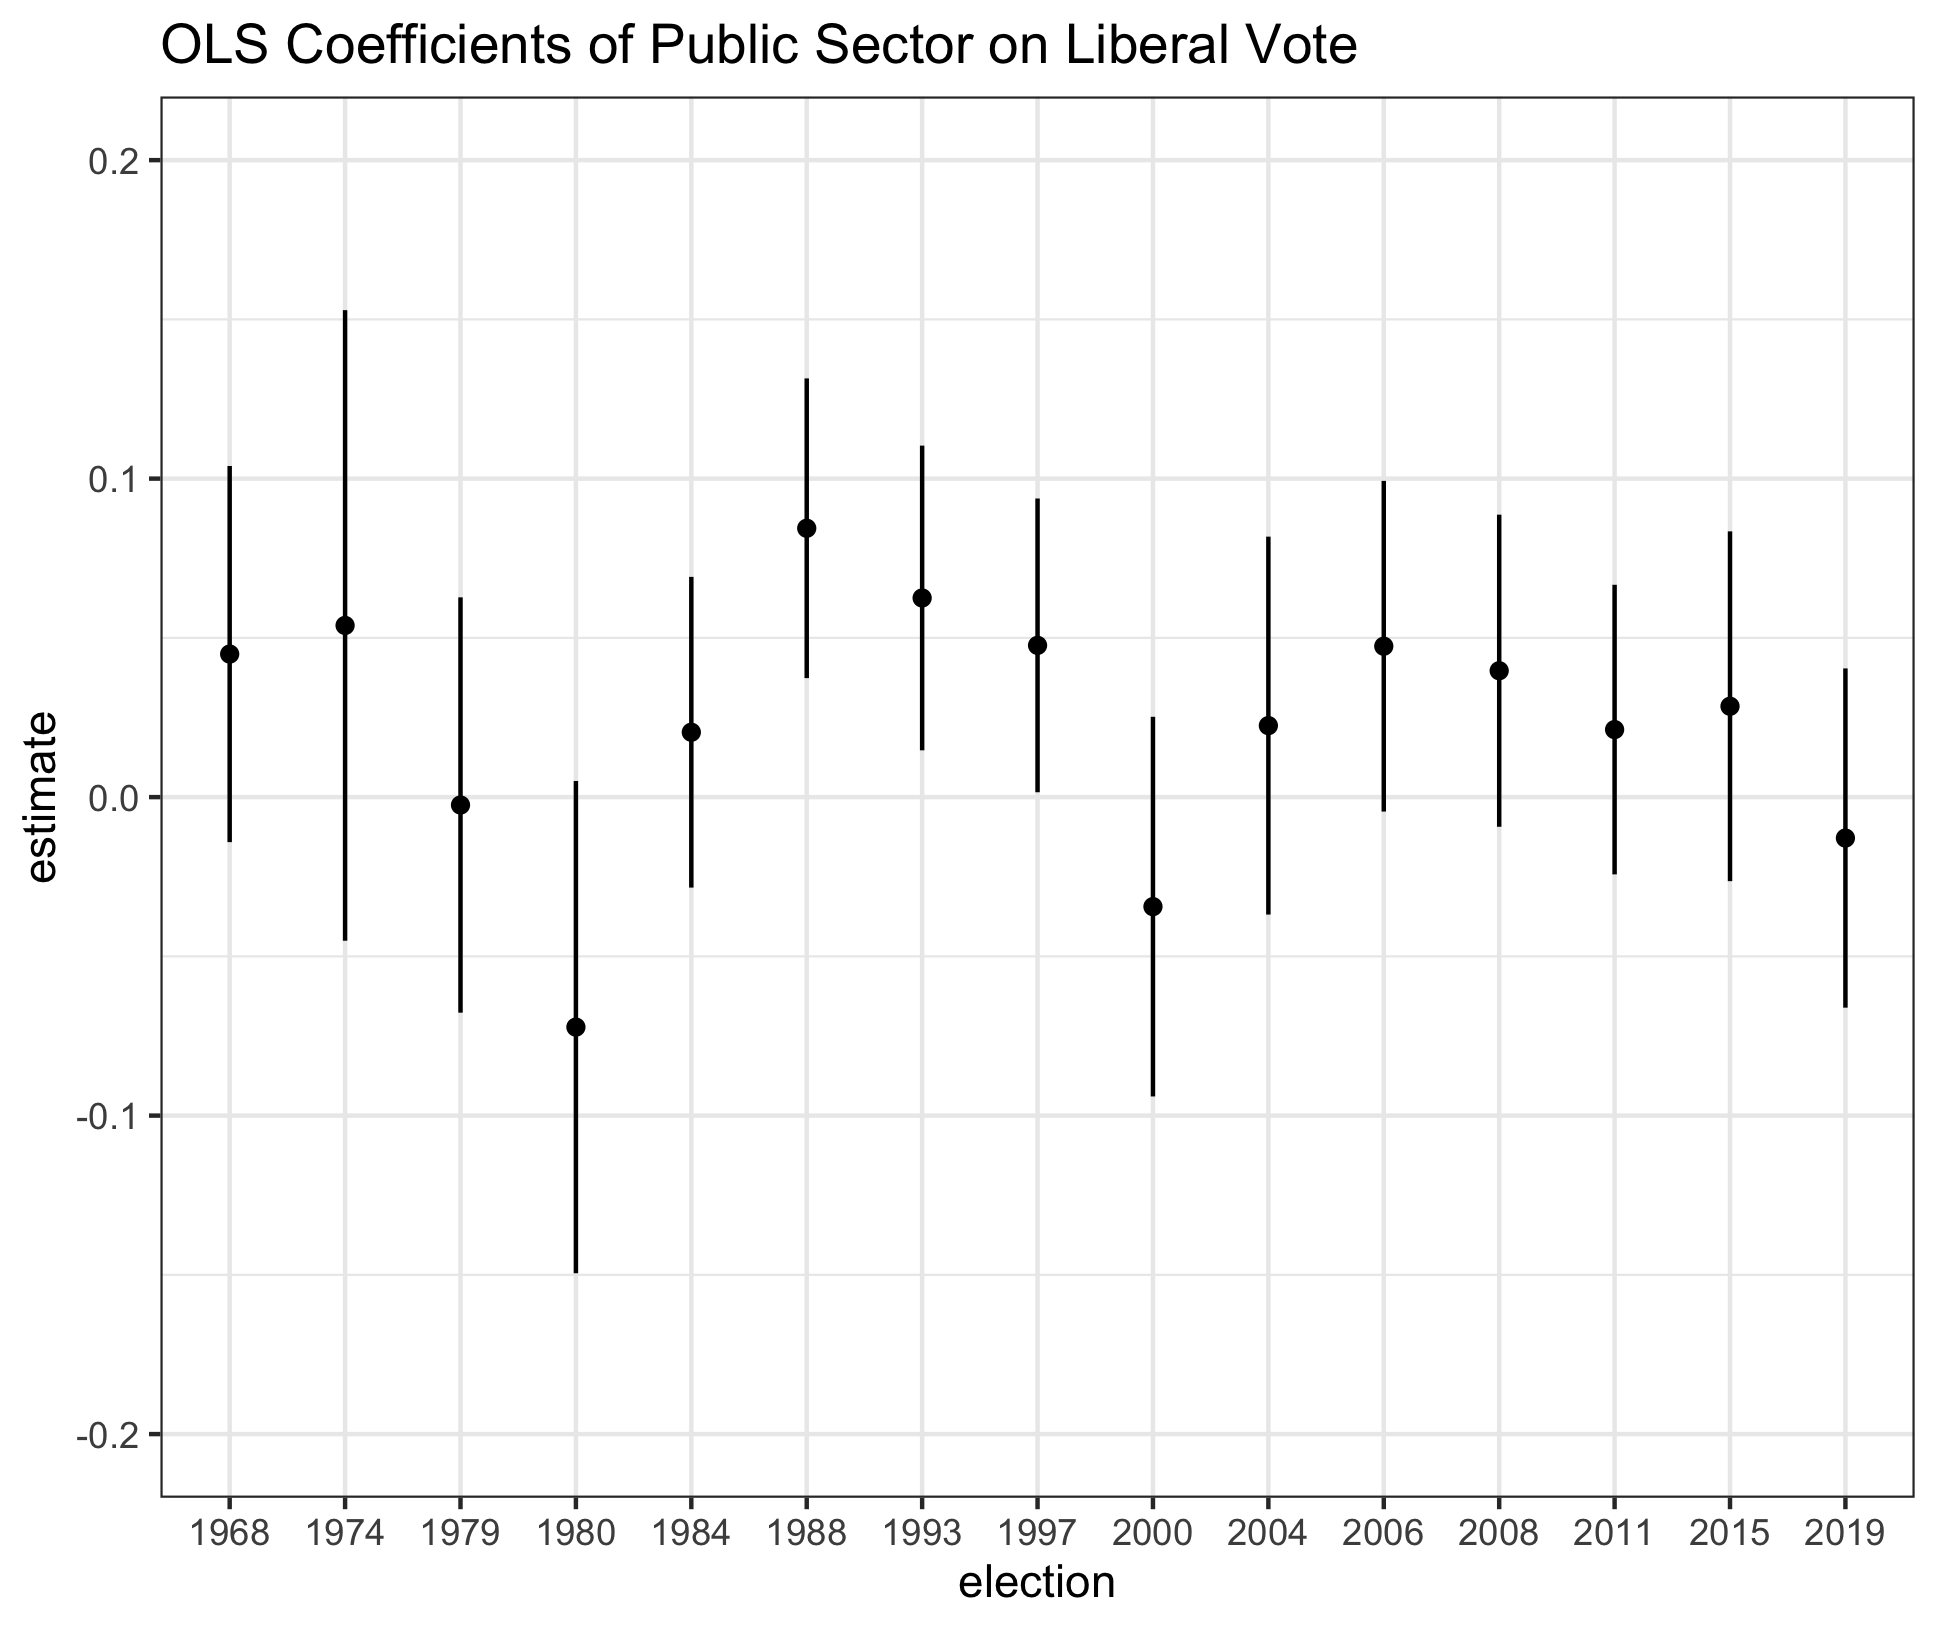 OLS Coefficients of Public Sector on Liberal Vote
0.2
0.1
0.0
-0.1
-0.2
estimate
1968 1974 1979 1980 1984 1988 1993 1997 2000 2004 2006 2008 2011 2015 2019
election